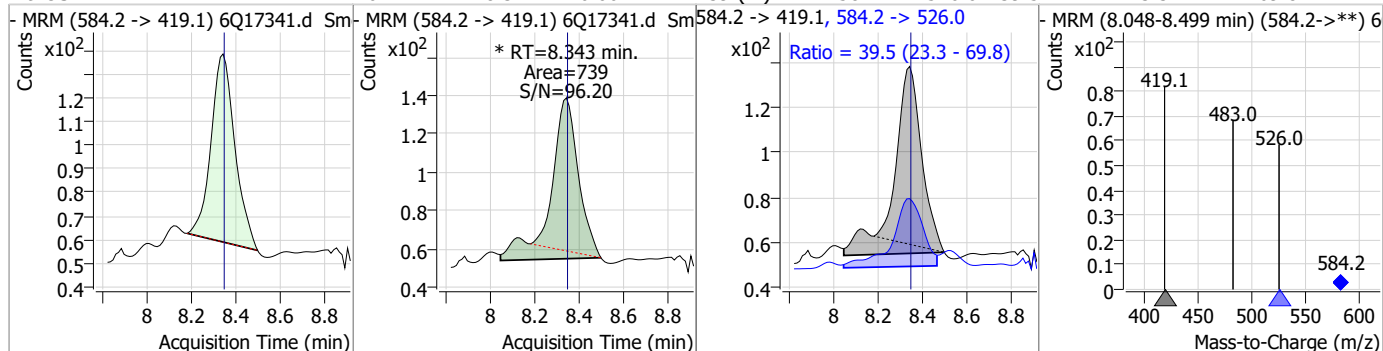 - MRM (584.2 -> 419.1) 6Q17341.d Sm
Counts
x10²
1.2
1.1
1
0.9
0.8
0.7
0.6
0.5
0.4
8 8.2 8.4 8.6 8.8
Acquisition Time (min)
- MRM (584.2 -> 419.1) 6Q17341.d Sm
Counts
x10²
* RT=8.343 min.
Area=739
S/N=96.20
1.4
1.2
1
0.8
0.6
0.4
8 8.2 8.4 8.6 8.8
Acquisition Time (min)
584.2 -> 419.1, 584.2 -> 526.0
x10²
Ratio = 39.5 (23.3 - 69.8)
1.2
1
0.8
0.6
0.4
8 8.2 8.4 8.6 8.8
Acquisition Time (min)
- MRM (8.048-8.499 min) (584.2->**) 6
Counts
x10²
0.8
0.7
0.6
0.5
0.4
0.3
0.2
0.1
0
419.1
483.0
526.0
584.2
400 450 500 550 600
Mass-to-Charge (m/z)